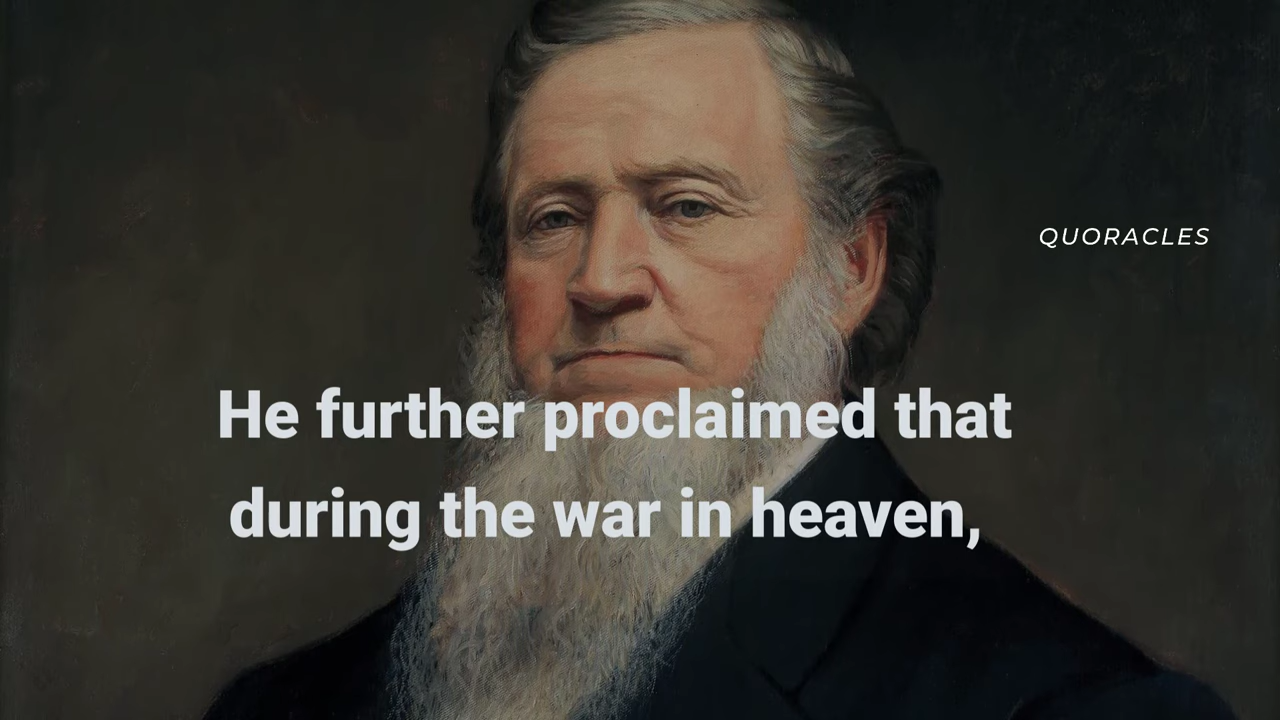 QUORACLES
He further proclaimed that
during the war in heaven,